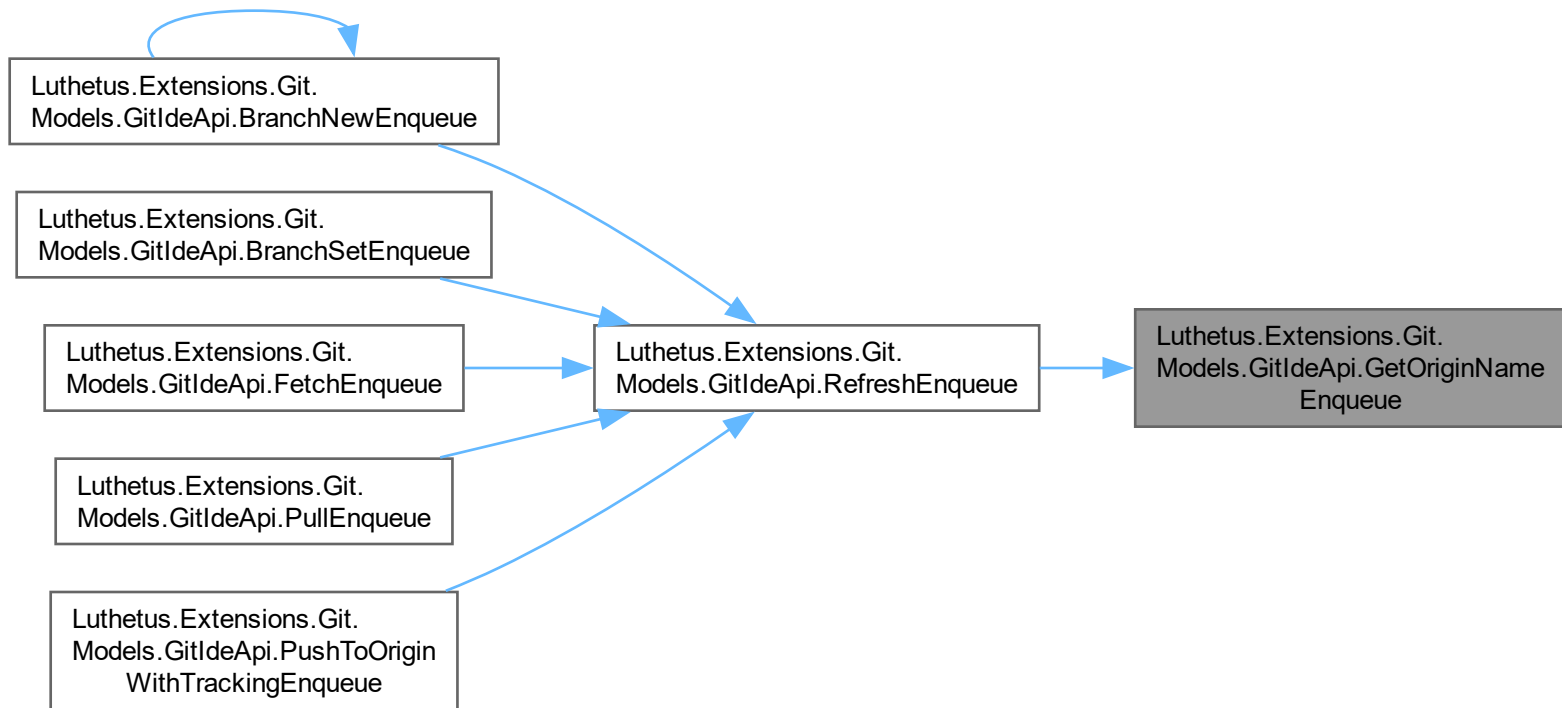 Luthetus.Extensions.Git.
Models.GitIdeApi.BranchNewEnqueue
Luthetus.Extensions.Git.
Models.GitIdeApi.BranchSetEnqueue
Luthetus.Extensions.Git.
Models.GitIdeApi.FetchEnqueue
Luthetus.Extensions.Git.
Models.GitIdeApi.PullEnqueue
Luthetus.Extensions.Git.
Models.GitIdeApi.PushToOrigin
WithTrackingEnqueue
Luthetus.Extensions.Git.
Models.GitIdeApi.RefreshEnqueue
Luthetus.Extensions.Git.
Models.GitIdeApi.GetOriginName
Enqueue